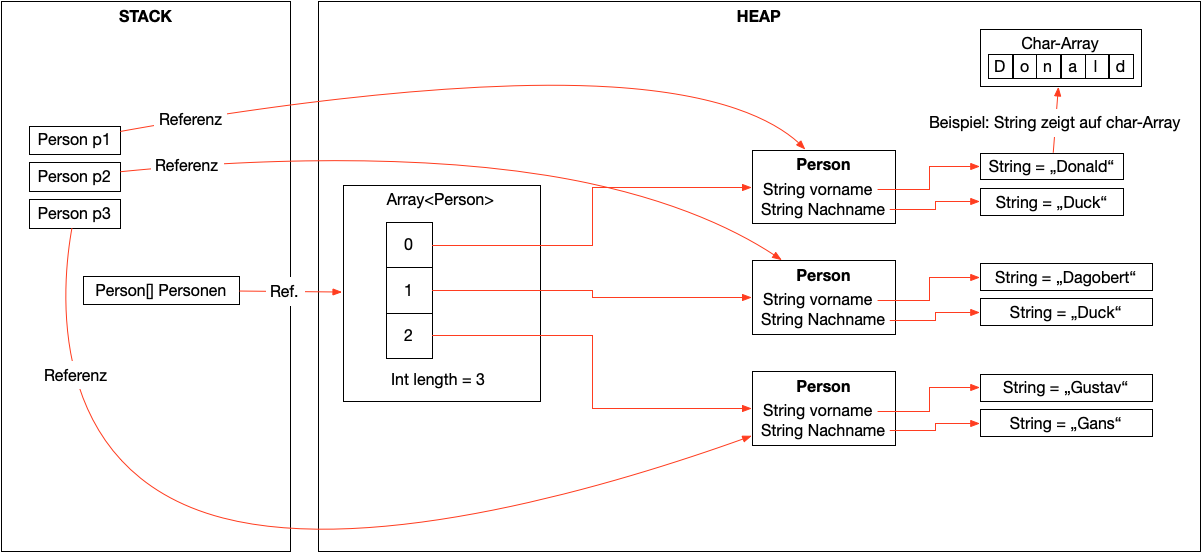 STACK
HEAP
Char-Array
D o n a l d
Referenz
Beispiel: String zeigt auf char-Array
Person p1
Referenz
Person p2
Person p3
Array<Person>
0
1
2
Int length = 3
Person[] Personen
Ref.
Referenz
Person
String vorname
String Nachname
String = „Donald“
String = „Duck“
Person
String vorname
String Nachname
String = „Dagobert“
String = „Duck“
Person
String vorname
String Nachname
String = „Gustav“
String = „Gans“